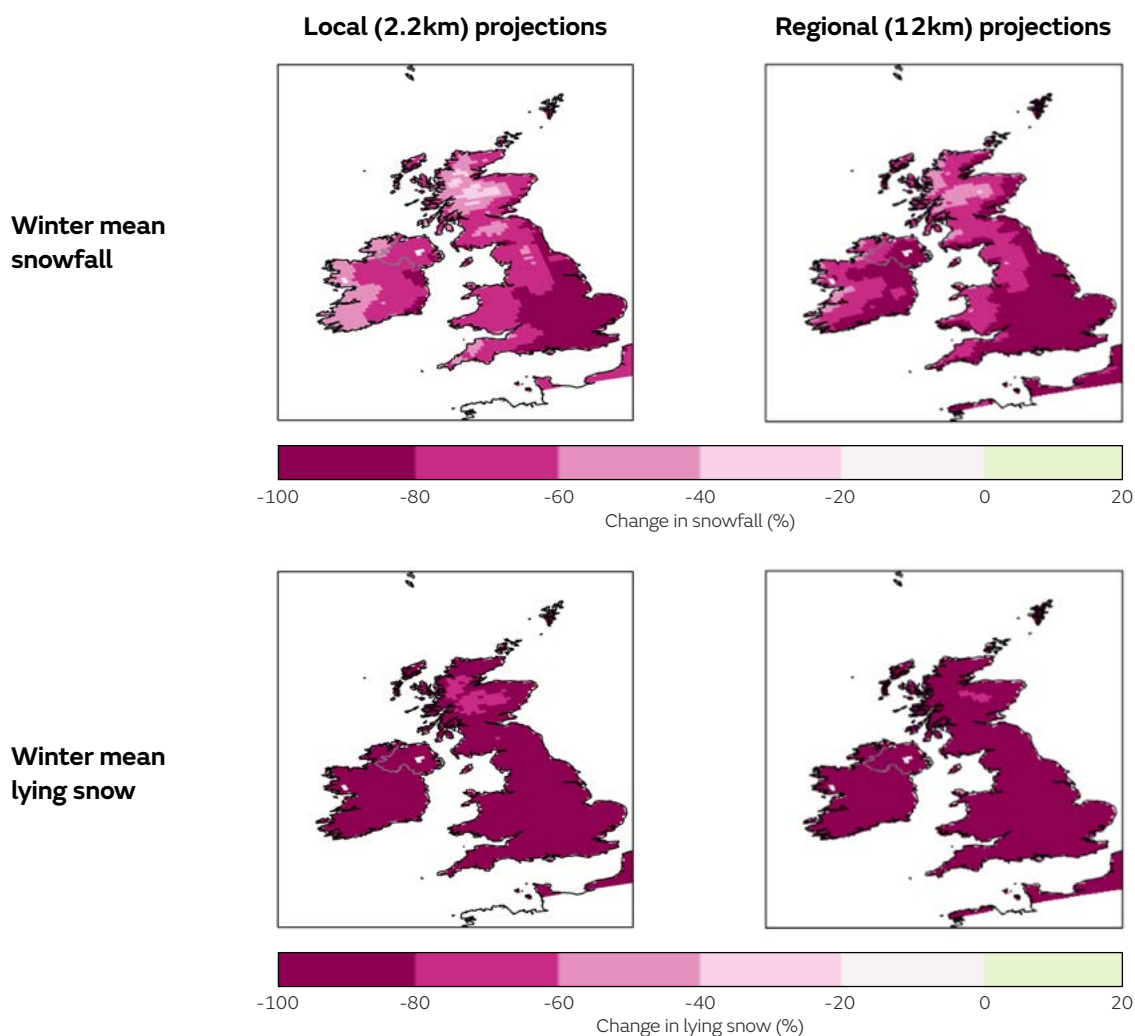 Local (2.2km) projections
Regional (12km) projections
Winter mean
snowfall
-100 -80 -60 -40 -20 0 20
Change in snowfall (%)
Winter mean
lying snow
-100 -80 -60 -40 -20 0 20
Change in lying snow (%)